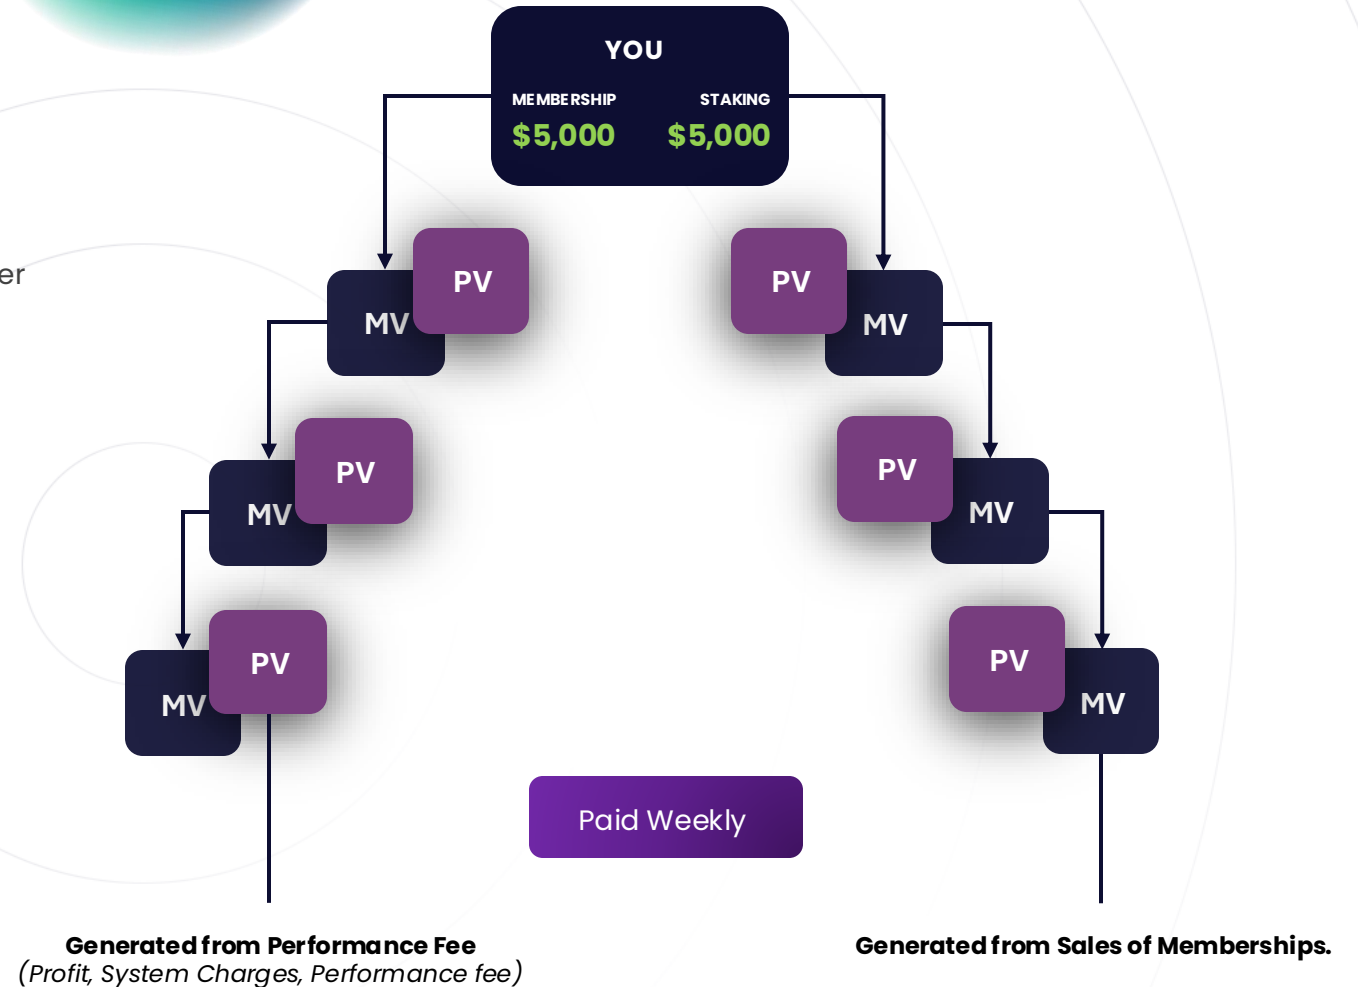 YOU
MEMBERSHIP STAKING
$5,000 $5,000
PV PV
MV MV
er
PV PV
MV MV
PV PV
MV MV
Paid Weekly
Generated from Performance Fee
(Profit, System Charges, Performance fee)
Generated from Sales of Memberships.